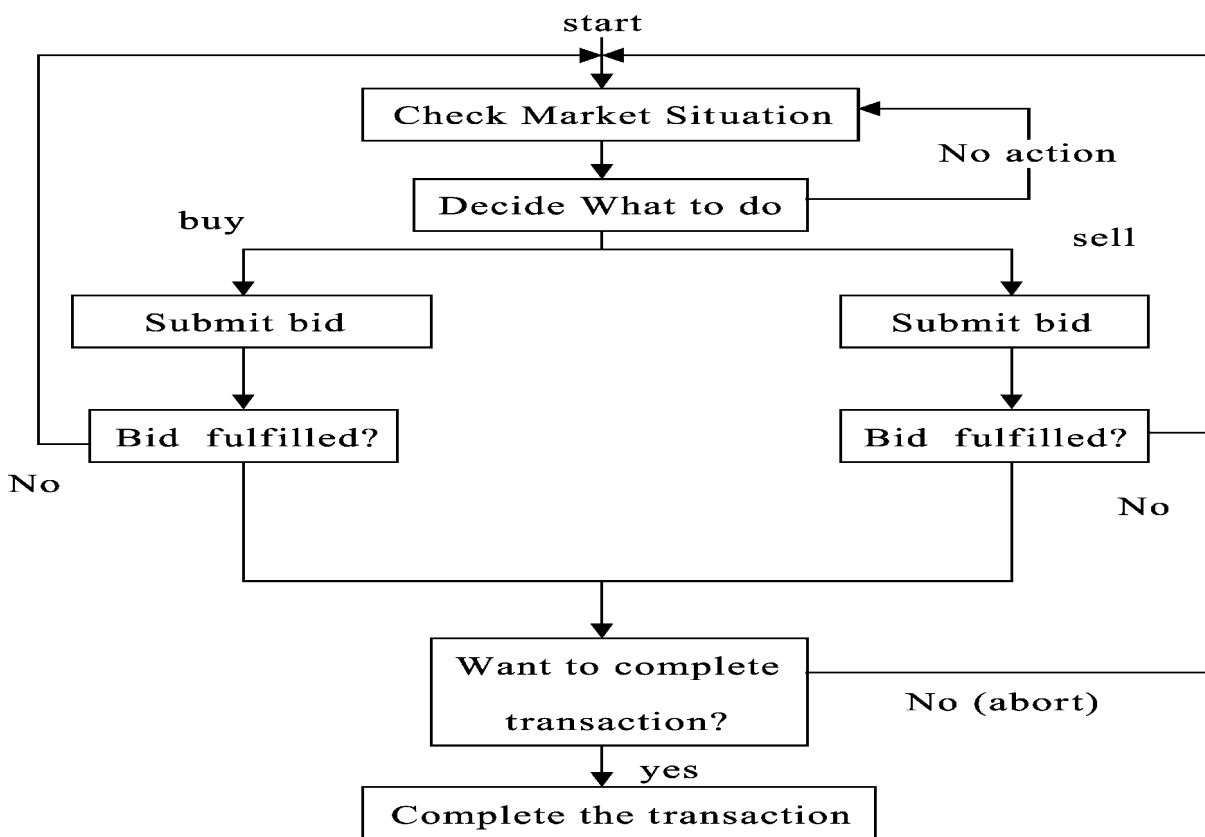 start
Check Market Situation
No action
Decide What to do
buy
sell
Submit bid
Submit bid
Bid fulfilled?
Bid fulfilled?
No
No
Want to complete
transaction?
No (abort)
yes
Complete the transaction